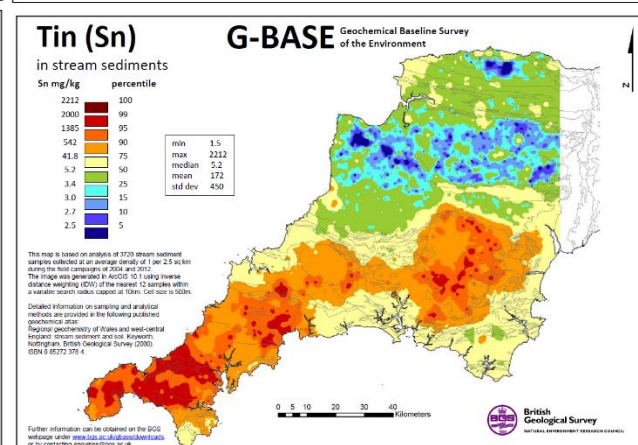 Tin (Sn)
in stream sediments
G-BASE
Geochemical Baseline Survey
of the Environment
Sn mg/kg percentile
2212 100
2000 99
1385 95
542 90
41.8 75
5.2 50
3.4 25
3.0 15
2.7 10
2.5 5
min 1.5
max 2212
median 5.2
mean 172
std dev 450
N
This map is based on analysis of 3720 stream sediment
samples collected at an average density of 1 per 2.5 sq km
during the field campaigns of 2004 and 2012.
The image was generated in ArcGIS 10.1 using inverse
distance weighting (IDW) of the nearest 12 samples within
a variable search radius capped at 10km. Cell size is 500m.
Detailed information on sampling and analytical
methods are provided in the following published
geochemical atlas:
Regional geochemistry of Wales and west-central
England: stream sediment and soil. Keyworth,
Nottingham, British Geological Survey (2000).
ISBN 0 85272 378 4
Further information can be obtained on the BGS
webpage under www.bgs.ac.uk/gbase/downloads
or by contacting enquiries@bgs.ac.uk
0 5 10 20 30 40
Kilometers
BGS
British
Geological Survey
NATURAL ENVIRONMENT RESEARCH COUNCIL